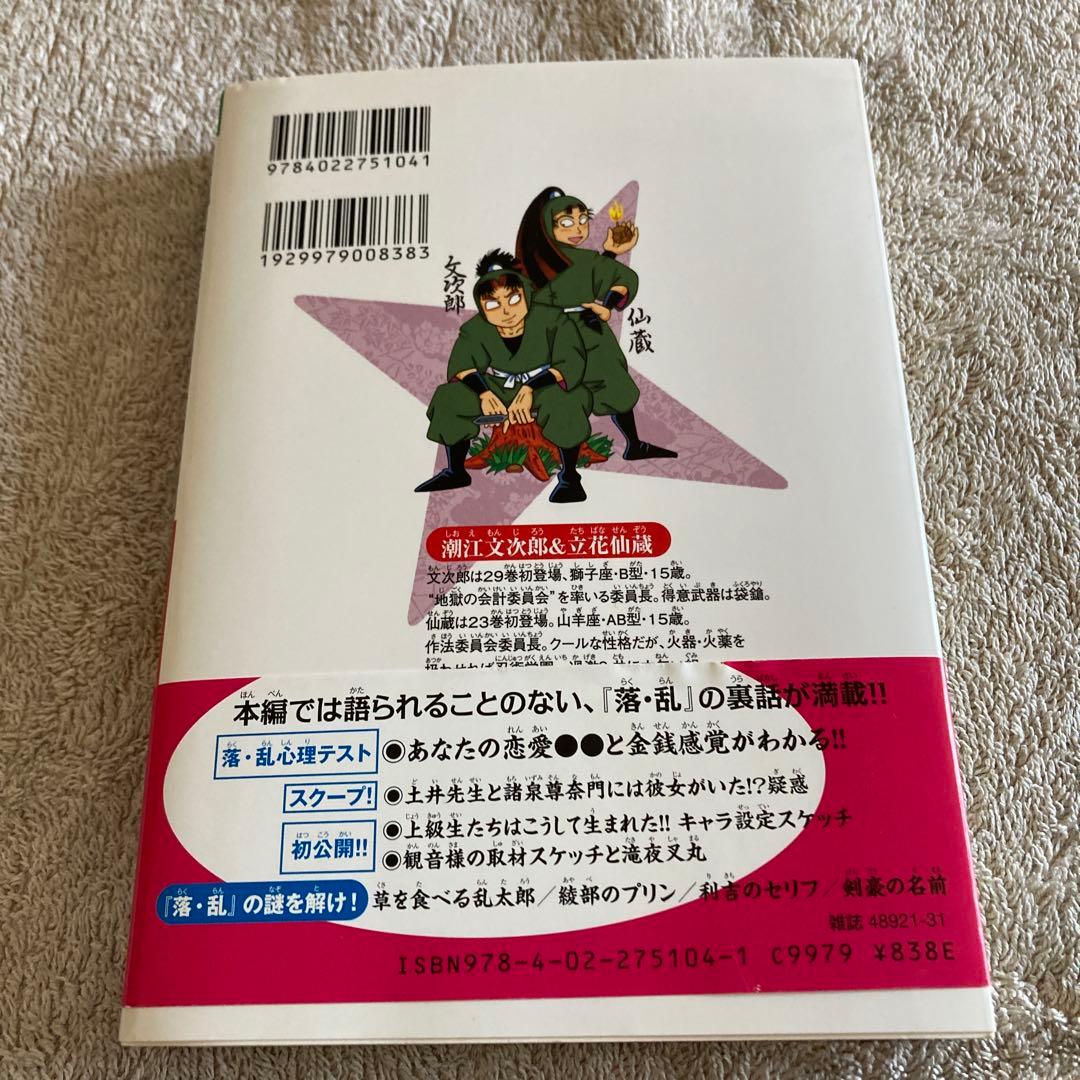 9784022751041
1929979008383
文次郎
仙蔵
潮江文次郎&立花仙蔵
文次郎は29巻初登場、獅子座・B型・15歳。
“地獄の会計委員会”を率いる委員長。得意武器は袋鎗。
仙蔵は23巻初登場。山羊座・AB型・15歳。
作法委員会委員長。クールな性格だが、火器・火薬を
本編では語られることのない、『落・乱』の裏話が満載!!
落・乱心理テスト ●あなたの恋愛●●と金銭感覚がわかる!!
スクープ! ●土井先生と諸泉尊奈門には彼女がいた!?疑惑
初公開!! ●上級生たちはこうして生まれた!! キャラ設定スケッチ
●観音様の取材スケッチと滝夜叉丸
『落・乱』の謎を解け! 草を食べる乱太郎/綾部のプリン/利吉のセリフ/剣豪の名前
雑誌 48921-31
ISBN978-4-02-275104-1 C9979 ¥838E